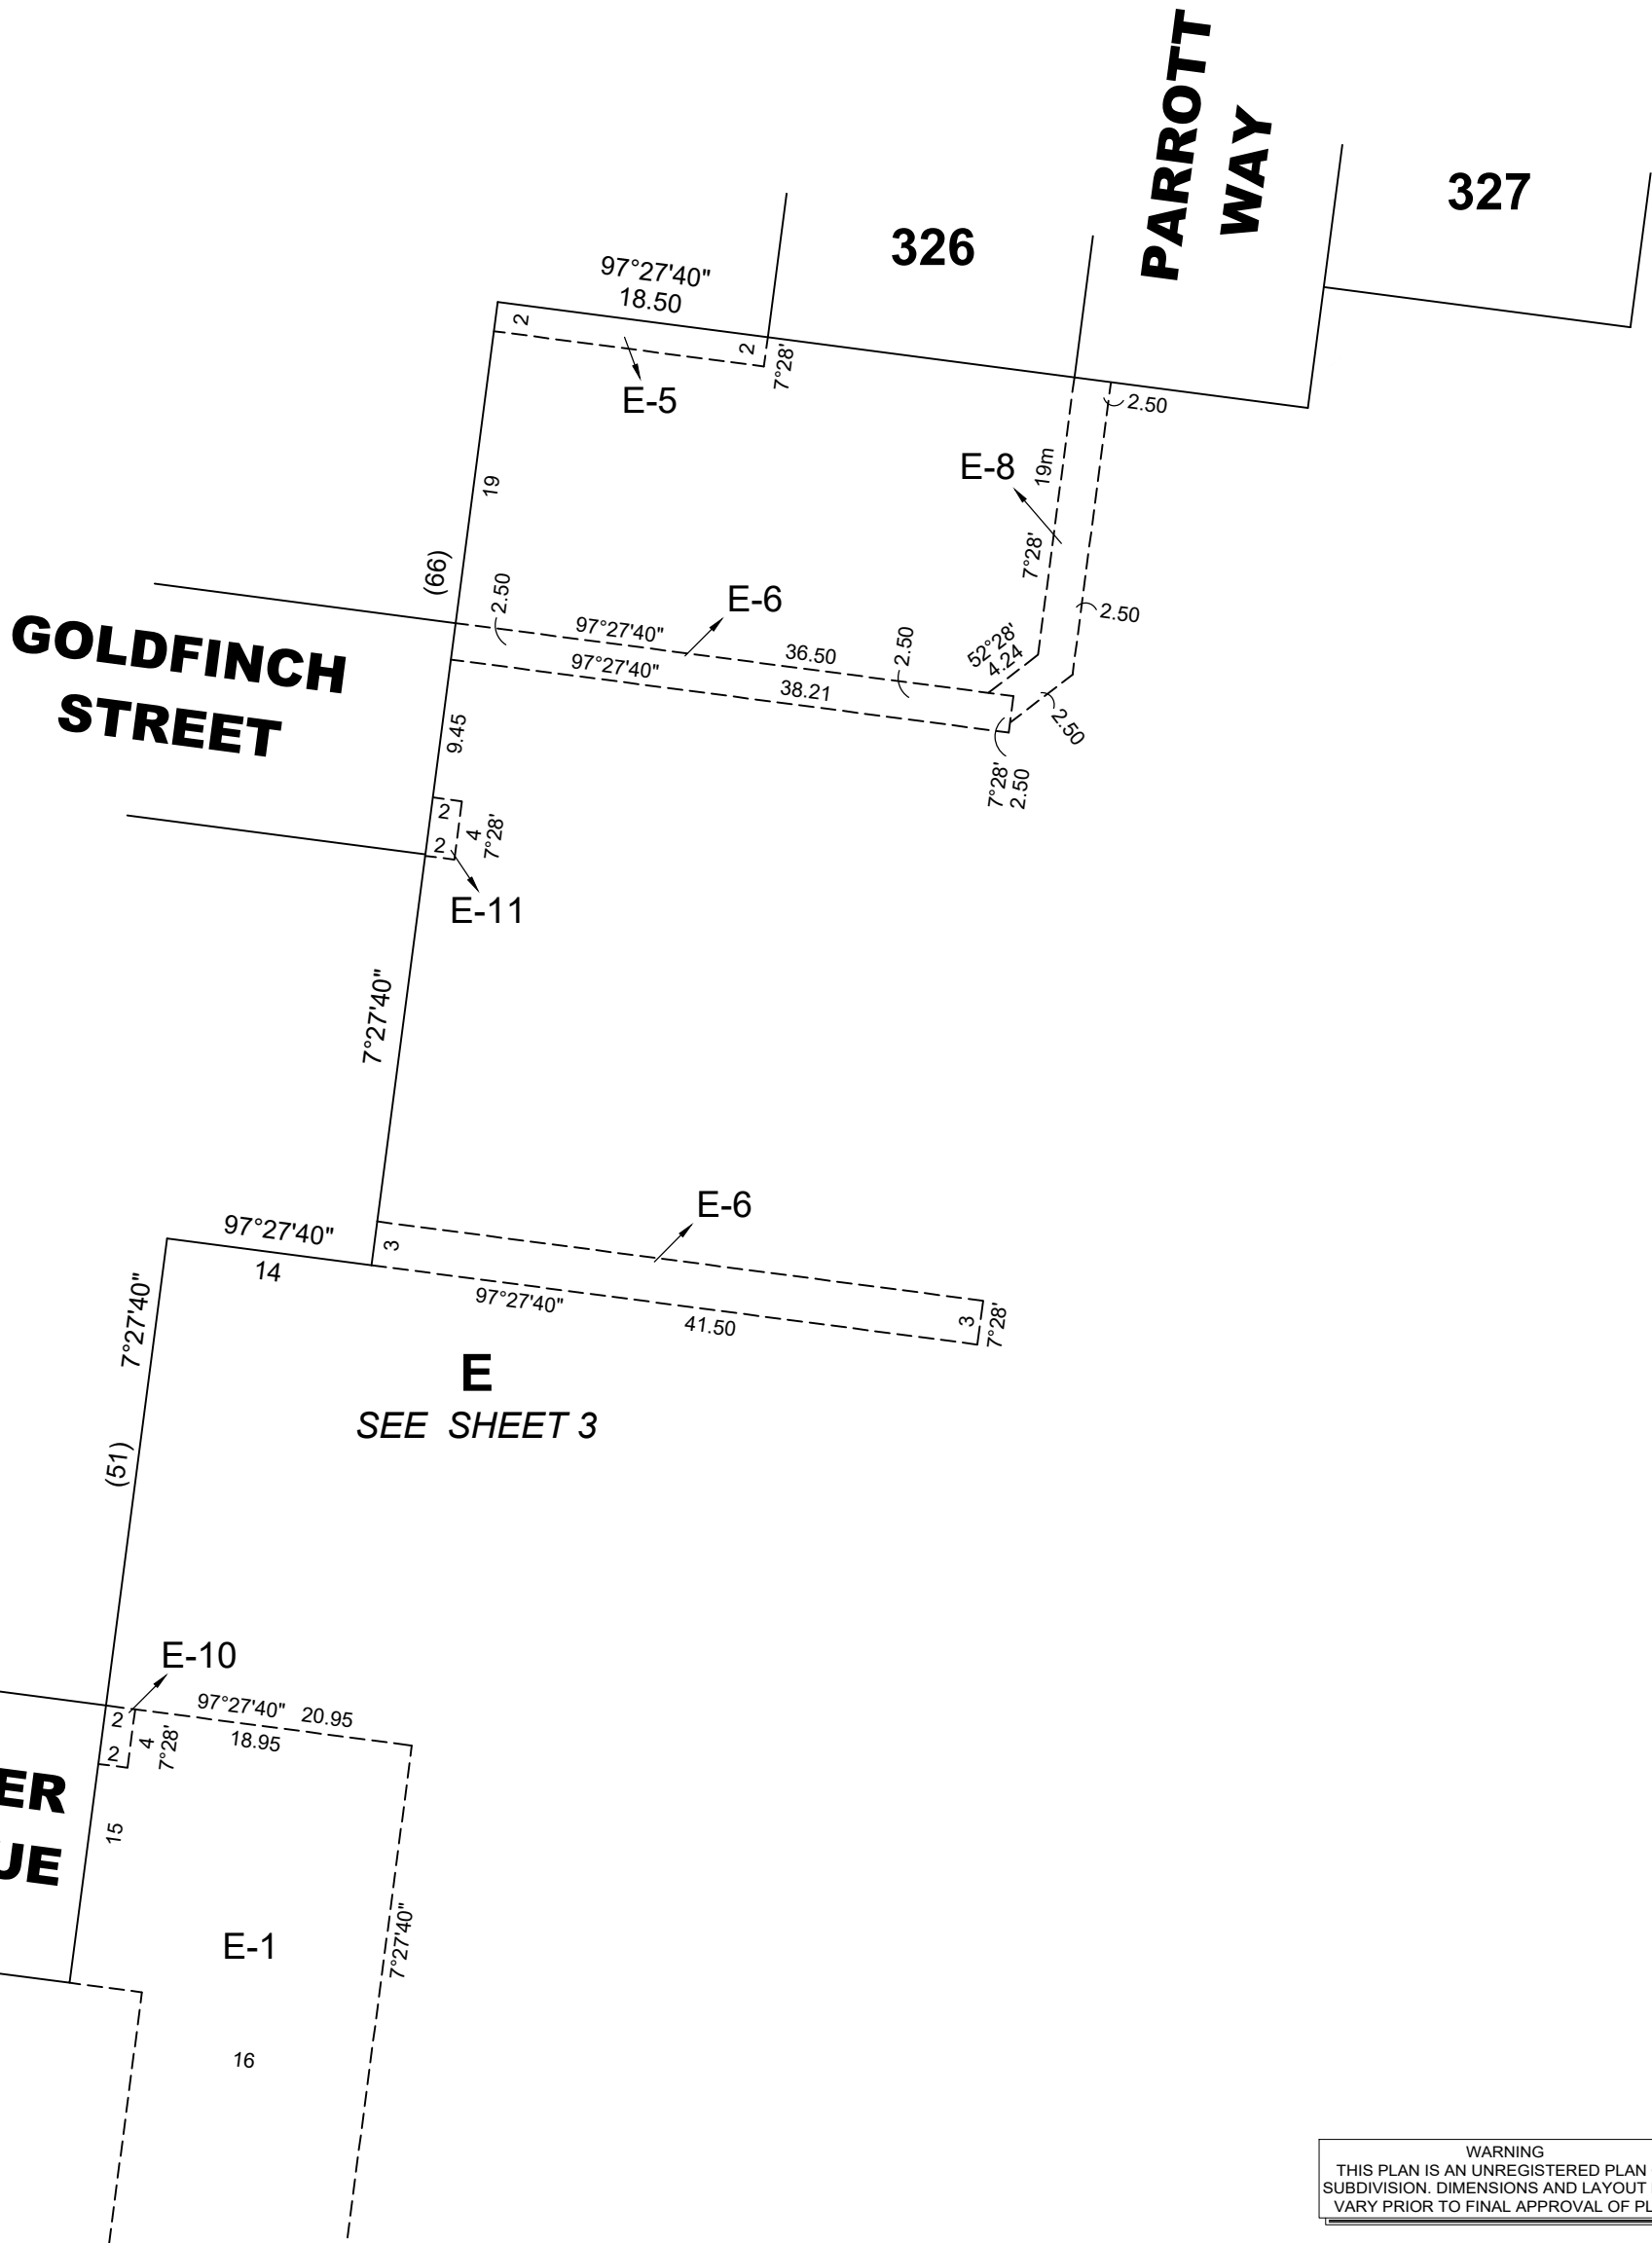 PARROTT
WAY
327
326
97°27'40"
18.50
2
2
7°28'
E-5
2.50
E-8
19m
7°28'
19
(66)
2.50
E-6
97°27'40"
36.50
2.50
52°28'
4.24
2.50
97°27'40"
38.21
2.50
7°28'
2.50
GOLDFINCH
STREET
9.45
2
4
7°28'
2
E-11
7°27'40"
E-6
97°27'40"
14
3
97°27'40"
41.50
3
7°28'
7°27'40"
E
SEE SHEET 3
(51)
E-10
97°27'40" 20.95
18.95
2
4
7°28'
2
ER
UE
15
E-1
7°27'40"
16
WARNING
THIS PLAN IS AN UNREGISTERED PLAN
SUBDIVISION. DIMENSIONS AND LAYOUT
VARY PRIOR TO FINAL APPROVAL OF PL